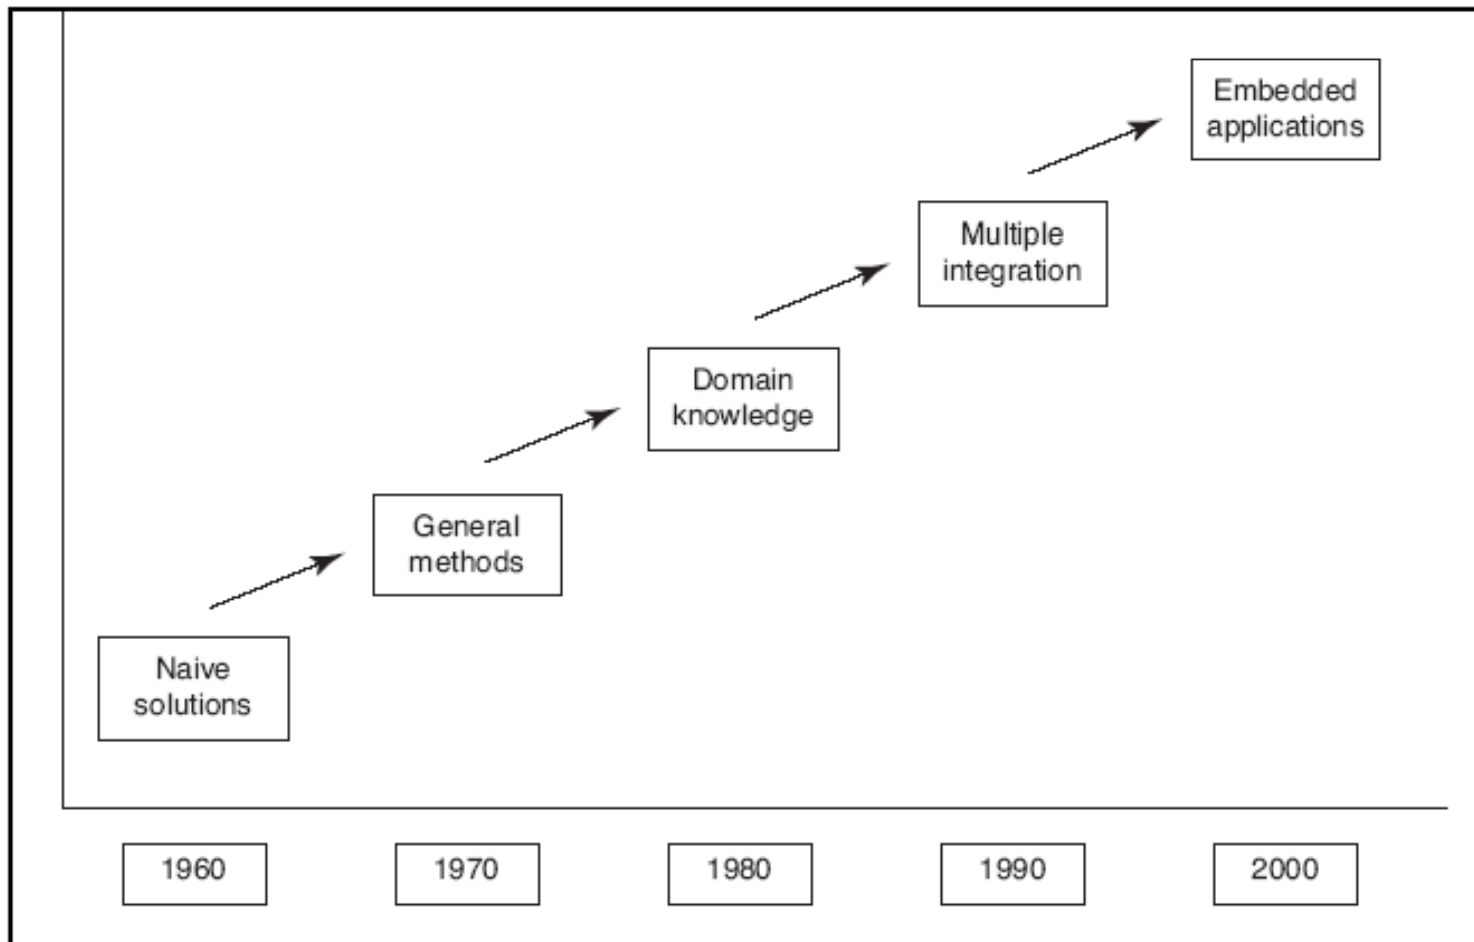 Embedded
applications
Multiple
integration
Domain
knowledge
General
methods
Naive
solutions
1960
1970
1980
1990
2000